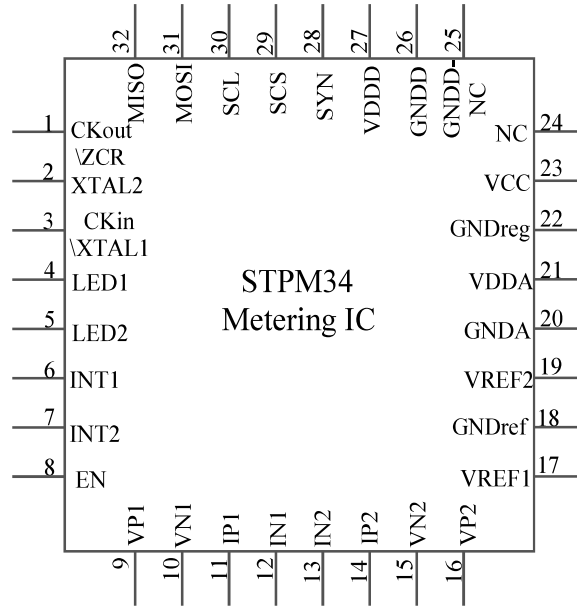 32
31
30
29
28
27
26
25
MISO
MOSI
SCL
SCS
SYN
VDDD
GNDD
GNDD-
NC
1
CKout
\ZCR
2
XTAL2
3
CKin
\XTAL1
4
LED1
5
LED2
6
INT1
7
INT2
8
EN
STPM34
Metering IC
NC
24
VCC
23
GNDreg
22
VDDA
21
GNDA
20
VREF2
19
GNDref
18
VREF1
17
VP1
VN1
IP1
IN1
IN2
IP2
VN2
VP2
9
10
11
12
13
14
15
16